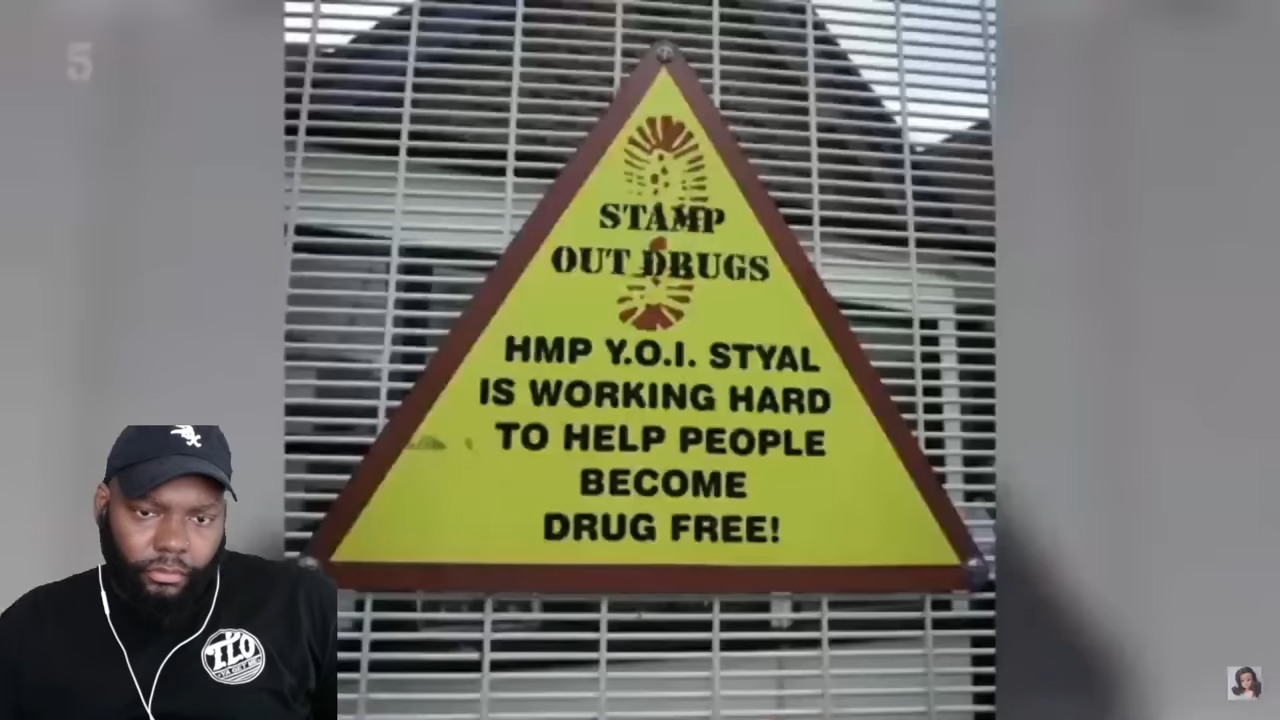 5
STAMP
OUT DRUGS
HMP Y.O.I. STYAL
IS WORKING HARD
TO HELP PEOPLE
BECOME
DRUG FREE!
TLO